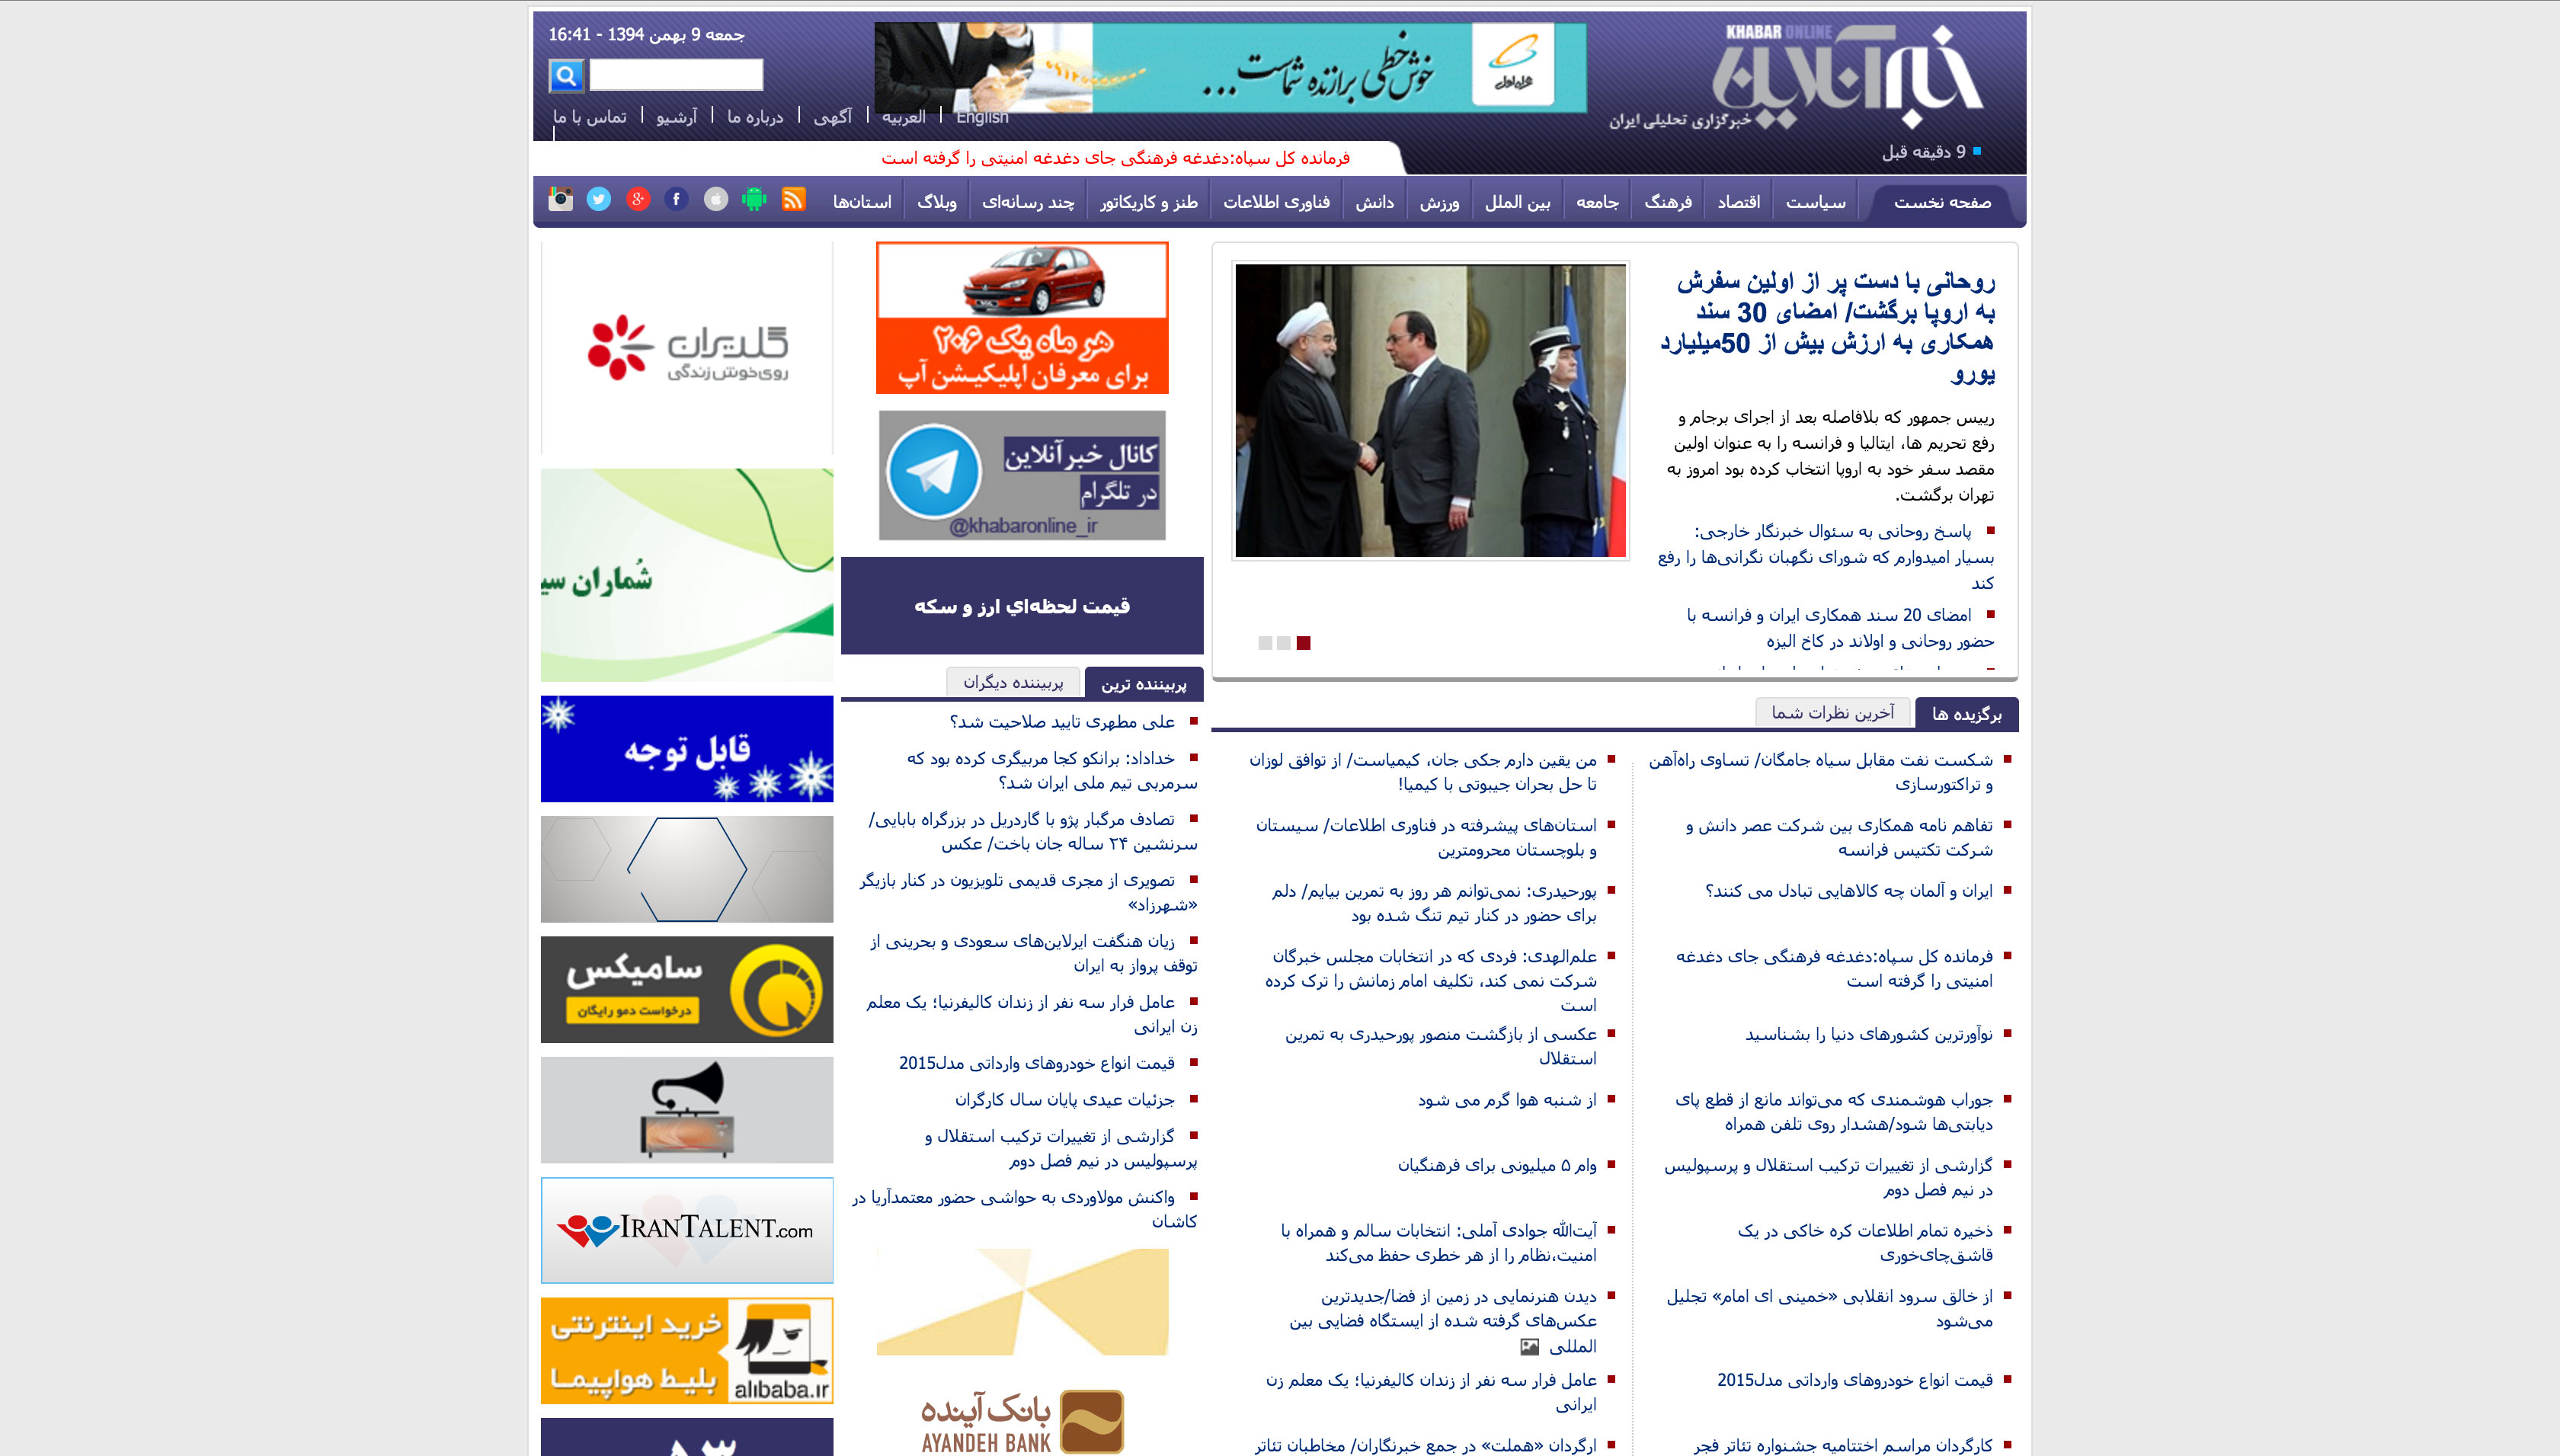 KHABAR ONLINE
خبرآنلاین
خبرگزاری تحلیلی ایران
همراه اول
خوش خطی برازنده شماست...
جمعه 9 بهمن 1394 - 16:41
English
العربیه
آگهی
درباره ما
آرشیو
تماس با ما
9 دقیقه قبل
فرمانده کل سپاه:دغدغه فرهنگی جای دغدغه امنیتی را گرفته است
صفحه نخست
سیاست
اقتصاد
فرهنگ
جامعه
بین الملل
ورزش
دانش
فناوری اطلاعات
طنز و کاریکاتور
چند رسانه‌ای
وبلاگ
استان‌ها
روحانی با دست پر از اولین سفرش
به اروپا برگشت/ امضای 30 سند
همکاری به ارزش بیش از 50میلیارد
یورو
رییس جمهور که بلافاصله بعد از اجرای برجام و
رفع تحریم ها، ایتالیا و فرانسه را به عنوان اولین
مقصد سفر خود به اروپا انتخاب کرده بود امروز به
تهران برگشت.
پاسخ روحانی به سئوال خبرنگار خارجی:
بسیار امیدوارم که شورای نگهبان نگرانی‌ها را رفع
کند
امضای 20 سند همکاری ایران و فرانسه با
حضور روحانی و اولاند در کاخ الیزه
برگزیده ها
آخرین نظرات شما
شکست نفت مقابل سیاه جامگان/ تساوی راه‌آهن
و تراکتورسازی
تفاهم نامه همکاری بین شرکت عصر دانش و
شرکت تکتیس فرانسه
ایران و آلمان چه کالاهایی تبادل می کنند؟
فرمانده کل سپاه:دغدغه فرهنگی جای دغدغه
امنیتی را گرفته است
نوآورترین کشورهای دنیا را بشناسید
جوراب هوشمندی که می‌تواند مانع از قطع پای
دیابتی‌ها شود/هشدار روی تلفن همراه
گزارشی از تغییرات ترکیب استقلال و پرسپولیس
در نیم فصل دوم
ذخیره تمام اطلاعات کره خاکی در یک
قاشق‌چای‌خوری
از خالق سرود انقلابی «خمینی ای امام» تجلیل
می‌شود
قیمت انواع خودروهای وارداتی مدل2015
کارگردان مراسم اختتامیه جشنواره تئاتر فجر
من یقین دارم جکی جان، کیمیاست/ از توافق لوزان
تا حل بحران جیبوتی با کیمیا!
استان‌های پیشرفته در فناوری اطلاعات/ سیستان
و بلوچستان محرومترین
پورحیدری: نمی‌توانم هر روز به تمرین بیایم/ دلم
برای حضور در کنار تیم تنگ شده بود
علم‌الهدی: فردی که در انتخابات مجلس خبرگان
شرکت نمی کند، تکلیف امام زمانش را ترک کرده
است
عکسی از بازگشت منصور پورحیدری به تمرین
استقلال
از شنبه هوا گرم می شود
وام ۵ میلیونی برای فرهنگیان
آیت‌الله جوادی آملی: انتخابات سالم و همراه با
امنیت،نظام را از هر خطری حفظ می‌کند
دیدن هنرنمایی در زمین از فضا/جدیدترین
عکس‌های گرفته شده از ایستگاه فضایی بین
المللی
عامل فرار سه نفر از زندان کالیفرنیا؛ یک معلم زن
ایرانی
ارگردان «هملت» در جمع خبرنگاران/ مخاطبان تئاتر
هر ماه یک ۲۰۶
برای معرفان اپلیکیشن آپ
کانال خبرآنلاین
در تلگرام
@khabaronline_ir
قیمت لحظه‌اي ارز و سکه
پربیننده ترین
پربیننده دیگران
علی مطهری تایید صلاحیت شد؟
خداداد: برانکو کجا مربیگری کرده بود که
سرمربی تیم ملی ایران شد؟
تصادف مرگبار پژو با گاردریل در بزرگراه بابایی/
سرنشین ۲۴ ساله جان باخت/ عکس
تصویری از مجری قدیمی تلویزیون در کنار بازیگر
«شهرزاد»
زیان هنگفت ایرلاین‌های سعودی و بحرینی از
توقف پرواز به ایران
عامل فرار سه نفر از زندان کالیفرنیا؛ یک معلم
زن ایرانی
قیمت انواع خودروهای وارداتی مدل2015
جزئیات عیدی پایان سال کارگران
گزارشی از تغییرات ترکیب استقلال و
پرسپولیس در نیم فصل دوم
واکنش مولاوردی به حواشی حضور معتمدآریا در
کاشان
بانک آینده
AYANDEH BANK
گلدیران
روی خوش زندگی
شُماران سیـ
قابل توجه
سامیکس
درخواست دمو رایگان
IRANTALENT.com
خرید اینترنتی
بلیط هواپیما
alibaba.ir